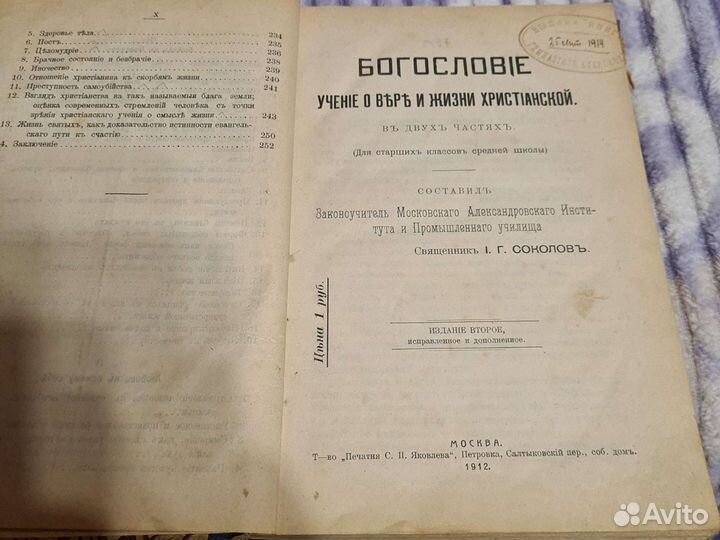 X
5. Здоровье тѣла 234
6. Постъ 235
7. Цѣломудріе 236
8. Брачное состояніе и безбрачіе 238
9. Иночество 239
10. Отношеніе христіанина къ скорбямъ жизни 240
11. Преступность самоубійства 241
12. Взглядъ христіанства на такъ называемыя блага земли;
оцѣнка современныхъ стремленій человѣка съ точки
зрѣнія христіанскаго ученія о смыслѣ жизни 243
13. Жизнь святыхъ, какъ доказательство истинности евангель-
скаго пути къ счастію 250
4. Заключеніе 252
1914
БОГОСЛОВІЕ
УЧЕНІЕ О ВѢРѢ И ЖИЗНИ ХРИСТІАНСКОЙ.
ВЪ ДВУХЪ ЧАСТЯХЪ.
(Для старшихъ классовъ средней школы)
СОСТАВИЛЪ
Законоучитель Московскаго Александровскаго Инсти-
тута и Промышленнаго училища
Священникъ І. Г. СОКОЛОВЪ.
Цѣна 1 руб.
ИЗДАНІЕ ВТОРОЕ,
исправленное и дополненное.
МОСКВА.
Т—во „Печатня С. П. Яковлева", Петровка, Салтыковскій пер., соб. домъ.
1912.
Avito